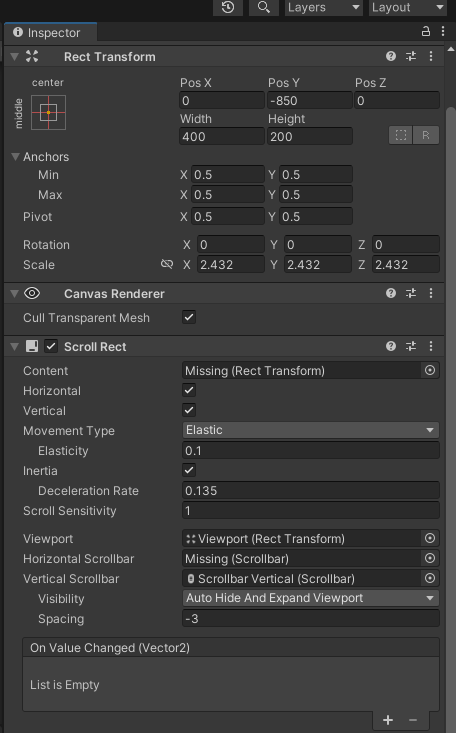 Layers
Layout
Inspector
Rect Transform
center
middle
Pos X Pos Y Pos Z
0 -850 0
Width Height
400 200
R
Anchors
Min X 0.5 Y 0.5
Max X 0.5 Y 0.5
Pivot X 0.5 Y 0.5
Rotation X 0 Y 0 Z 0
Scale X 2.432 Y 2.432 Z 2.432
Canvas Renderer
Cull Transparent Mesh
Scroll Rect
Content Missing (Rect Transform)
Horizontal
Vertical
Movement Type Elastic
Elasticity 0.1
Inertia
Deceleration Rate 0.135
Scroll Sensitivity 1
Viewport Viewport (Rect Transform)
Horizontal Scrollbar Missing (Scrollbar)
Vertical Scrollbar Scrollbar Vertical (Scrollbar)
Visibility Auto Hide And Expand Viewport
Spacing -3
On Value Changed (Vector2)
List is Empty